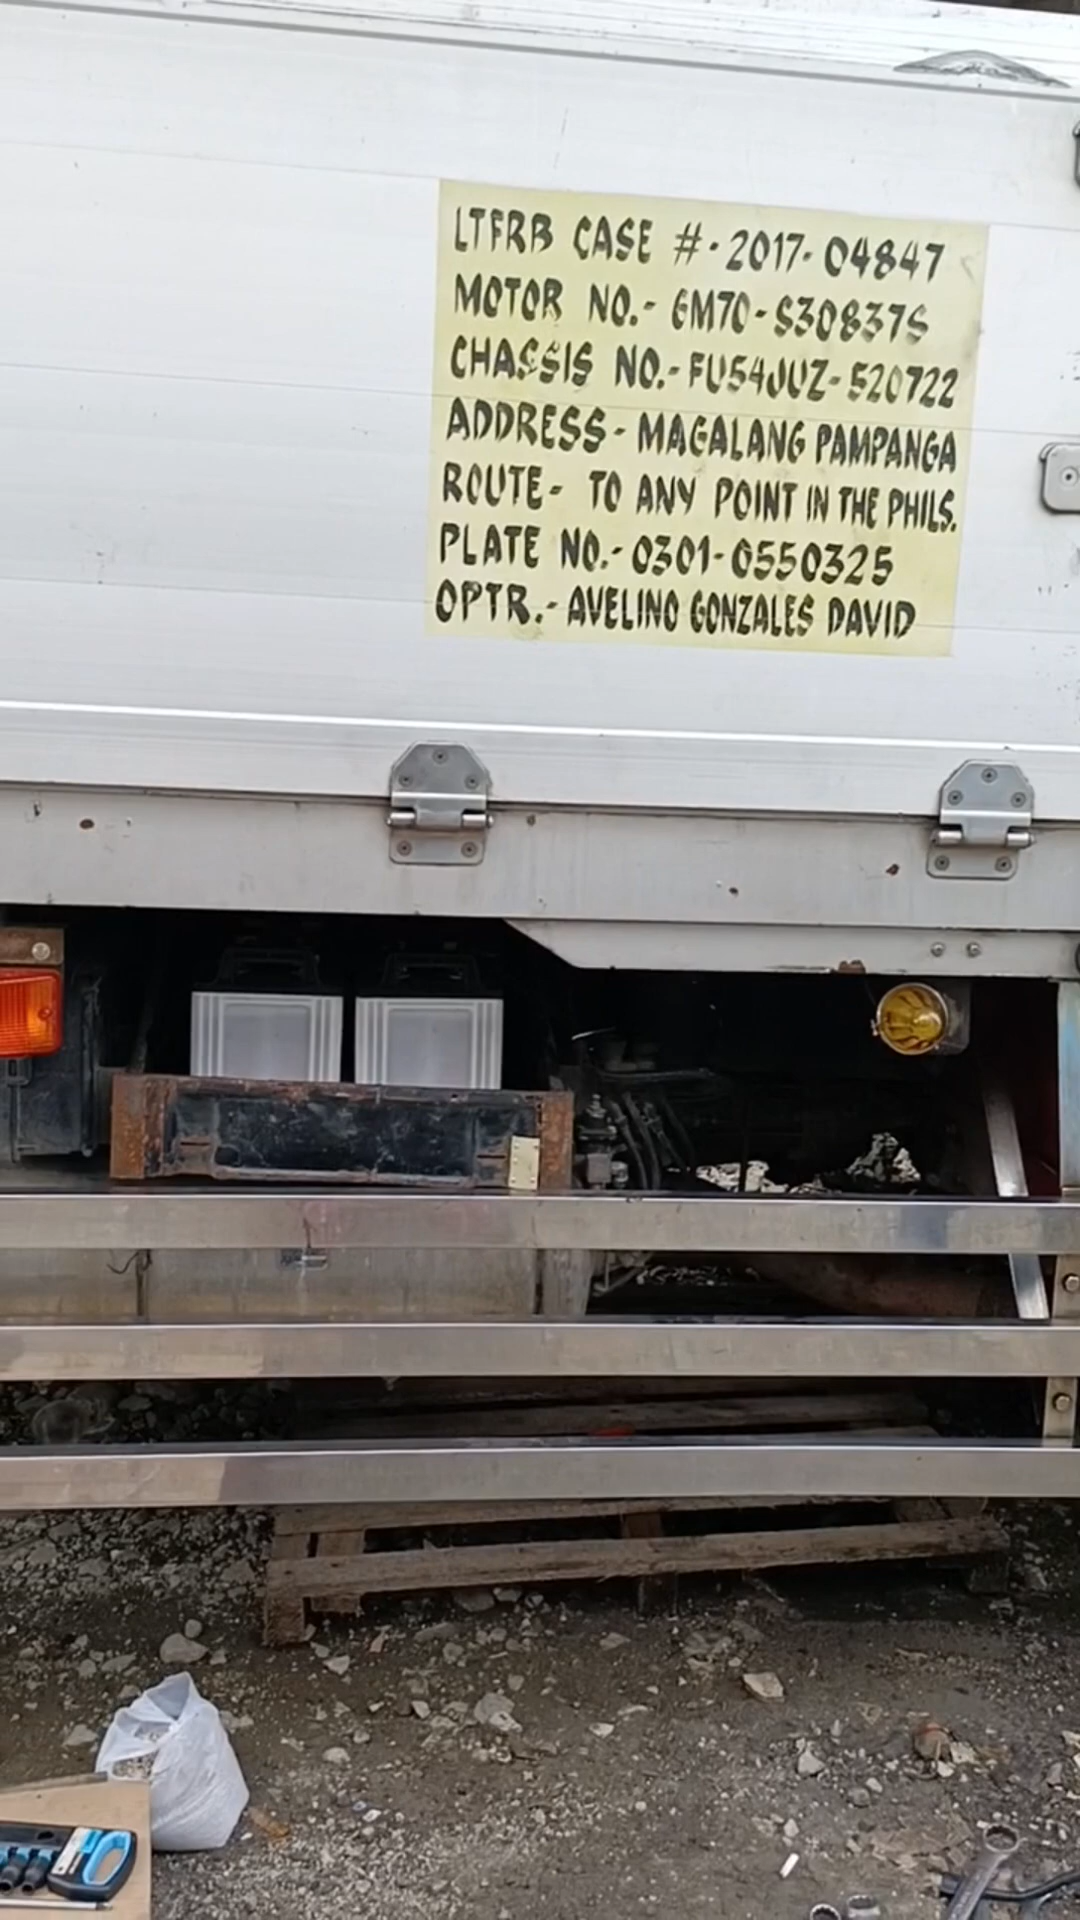 LTFRB CASE #-2017-04847
MOTOR NO.- 6M70-S30837S
CHASSIS NO.-FU54JUZ-520722
ADDRESS- MAGALANG PAMPANGA
ROUTE- TO ANY POINT IN THE PHILS.
PLATE NO.-0301-0550325
OPTR.- AVELINO GONZALES DAVID